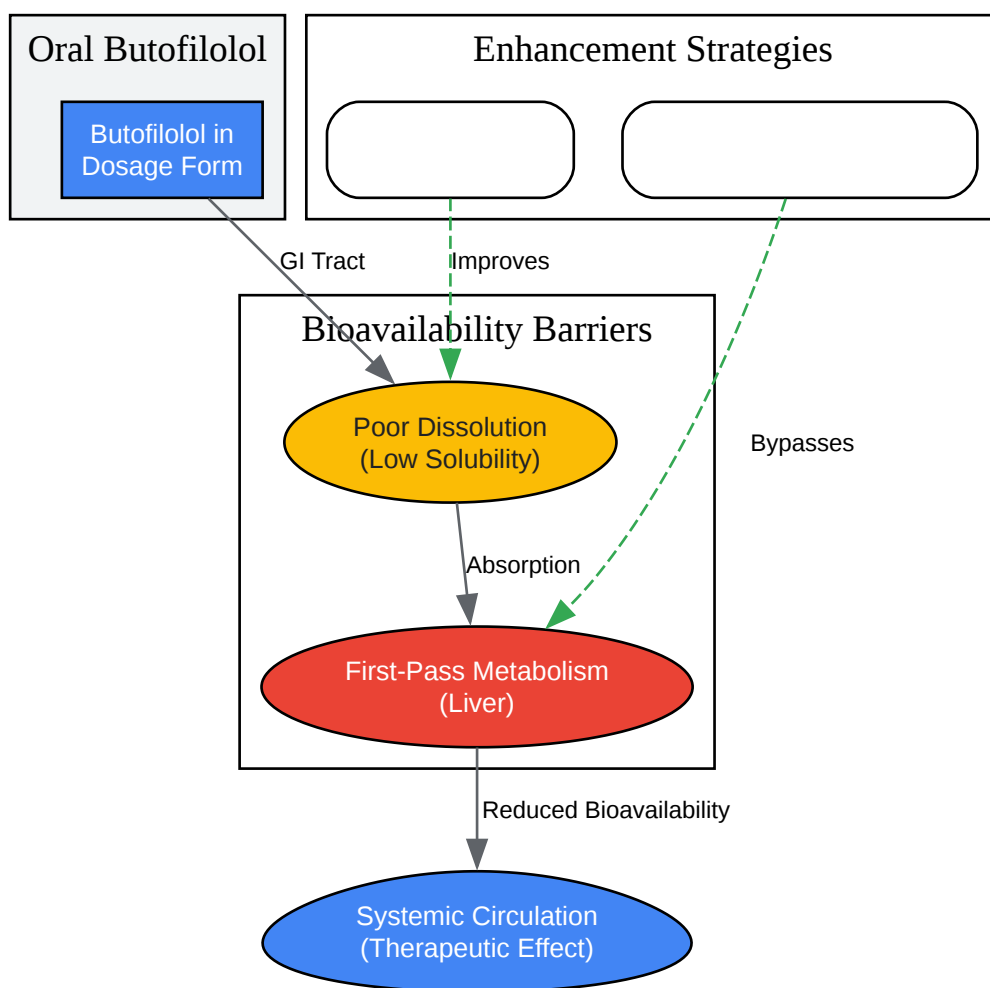 Oral Butofilolol
Enhancement Strategies
Butofilolol in
Dosage Form
GI Tract
Improves
Bioavailability Barriers
Poor Dissolution
(Low Solubility)
Bypasses
Absorption
First-Pass Metabolism
(Liver)
Reduced Bioavailability
Systemic Circulation
(Therapeutic Effect)